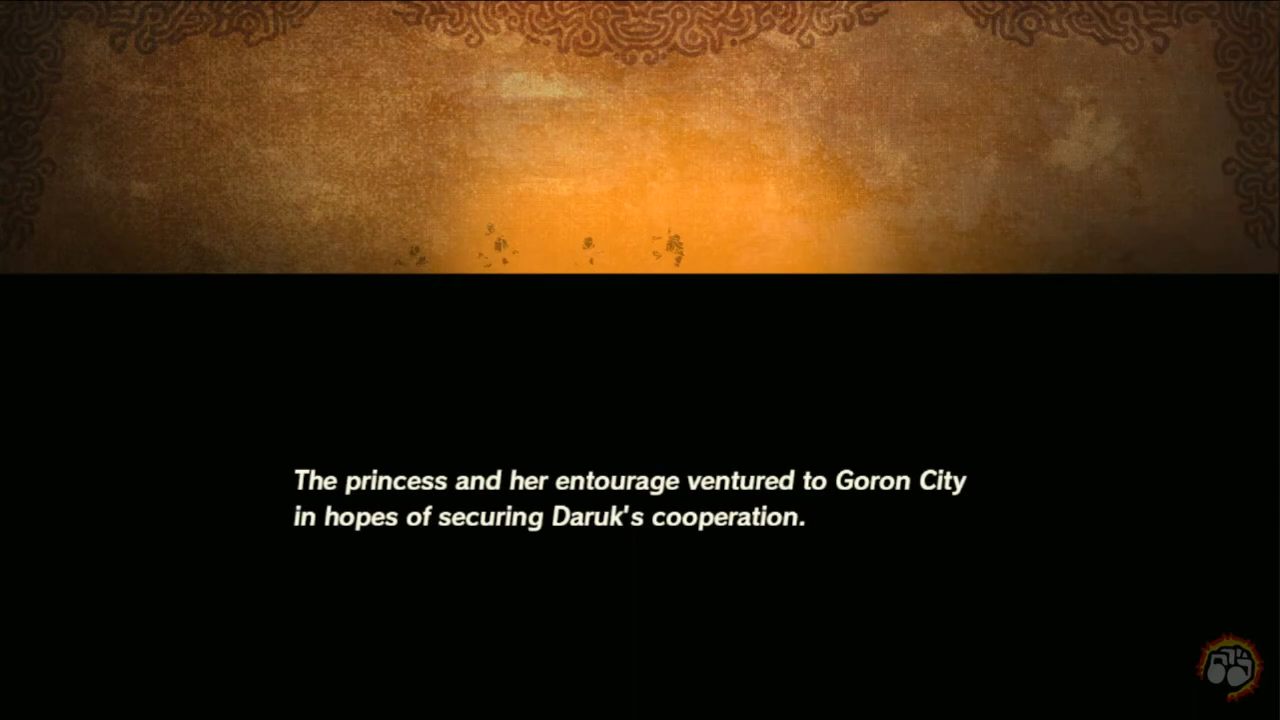 The princess and her entourage ventured to Goron City
in hopes of securing Daruk's cooperation.